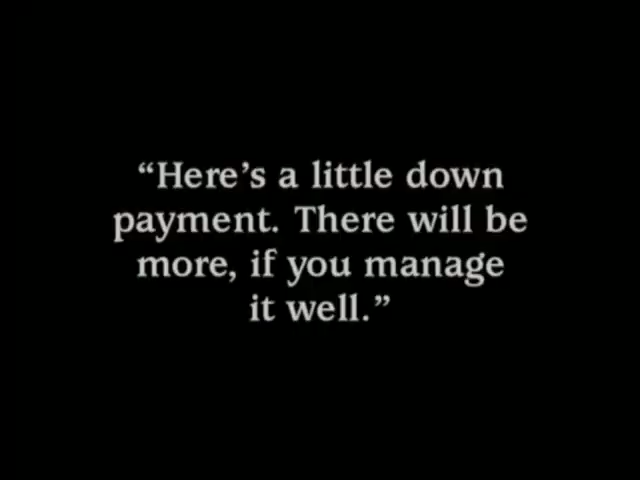 “Here’s a little down
payment. There will be
more, if you manage
it well.”